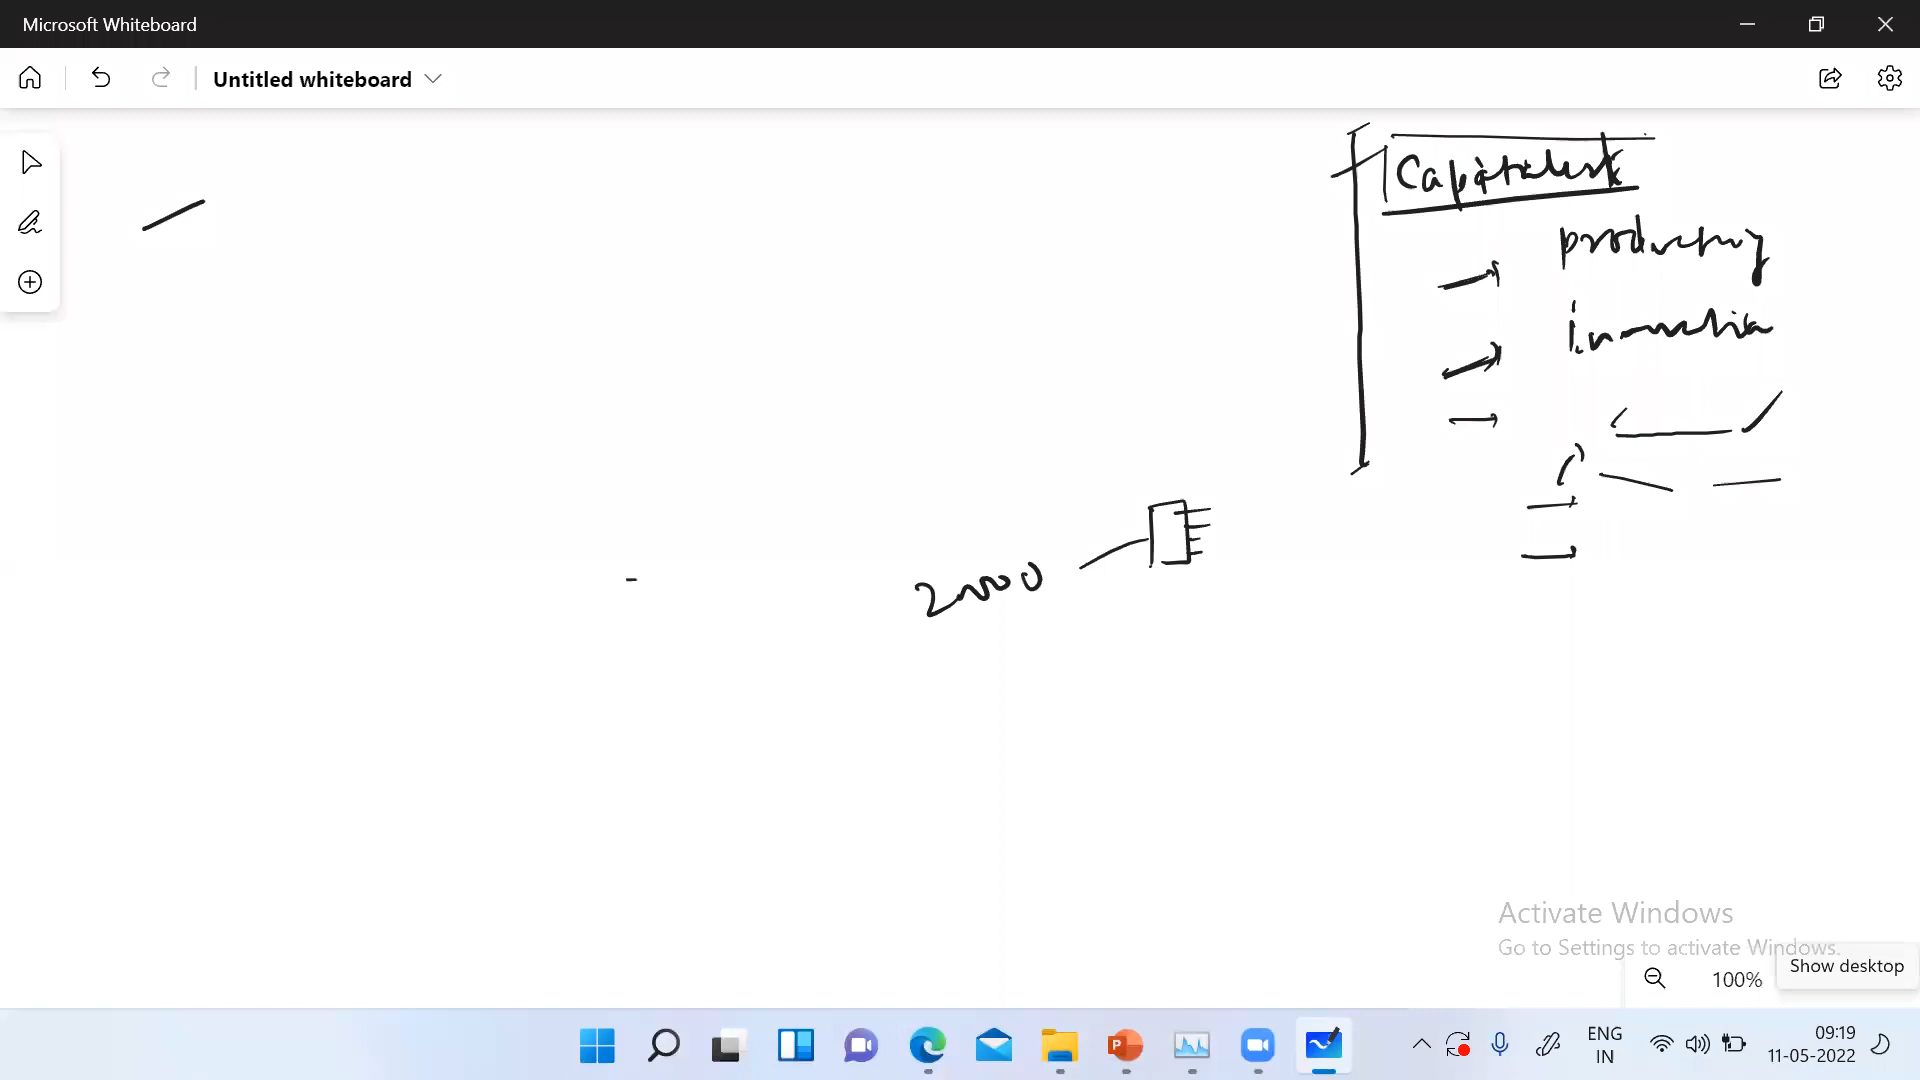 Microsoft Whiteboard
Untitled whiteboard
Capitalist
2000
Activate Windows
Go to Settings to activate Windows.
Show desktop
100%
ENG
IN
09:19
11-05-2022